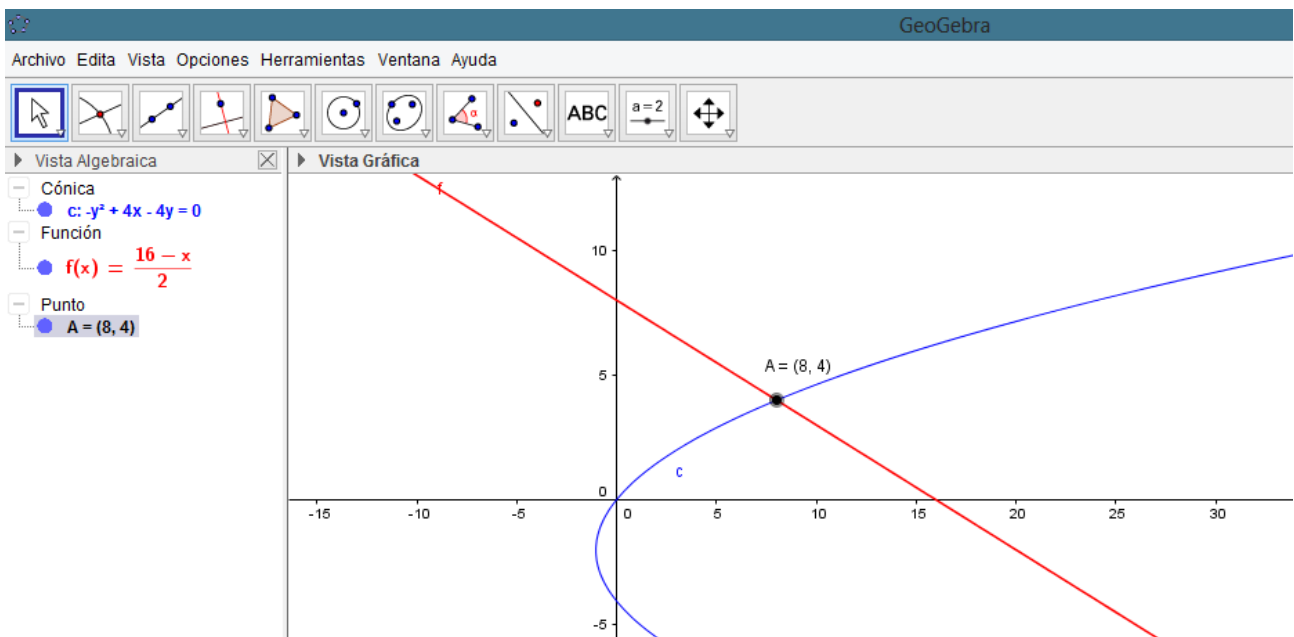 GeoGebra
Archivo Edita Vista Opciones Herramientas Ventana Ayuda
α ABC a = 2
Vista Algebraica
Cónica
c: -y² + 4x - 4y = 0
Función
f(x) = (16 − x)/2
Punto
A = (8, 4)
Vista Gráfica
f
10
A = (8, 4)
5
c
0
-15 -10 -5 0 5 10 15 20 25 30
-5